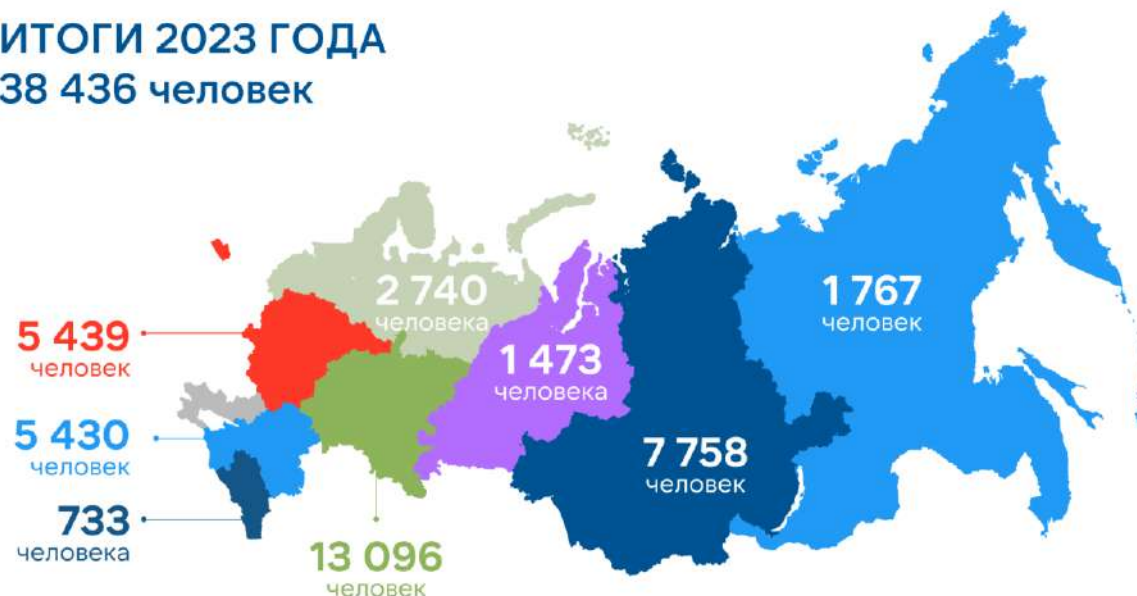 ИТОГИ 2023 ГОДА
38 436 человек
2 740
человека
1 767
человек
5 439
человек
1 473
человека
5 430
человек
7 758
человек
733
человека
13 096
человек